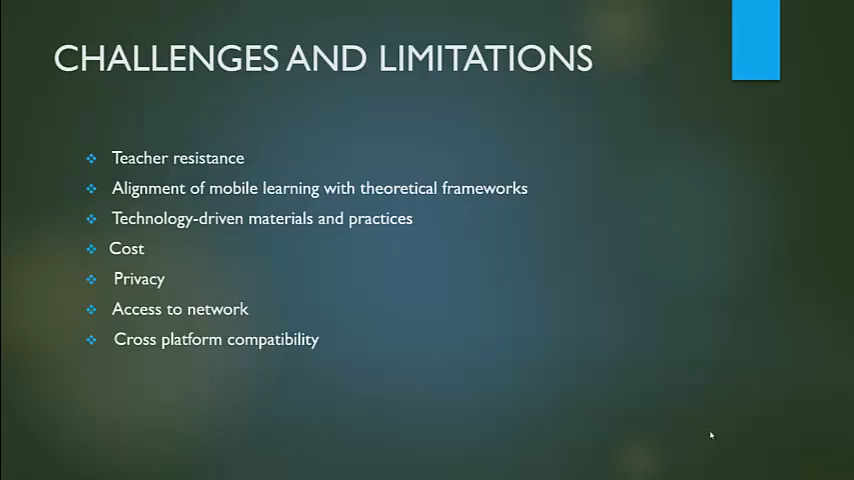 CHALLENGES AND LIMITATIONS
Teacher resistance
Alignment of mobile learning with theoretical frameworks
Technology-driven materials and practices
Cost
Privacy
Access to network
Cross platform compatibility